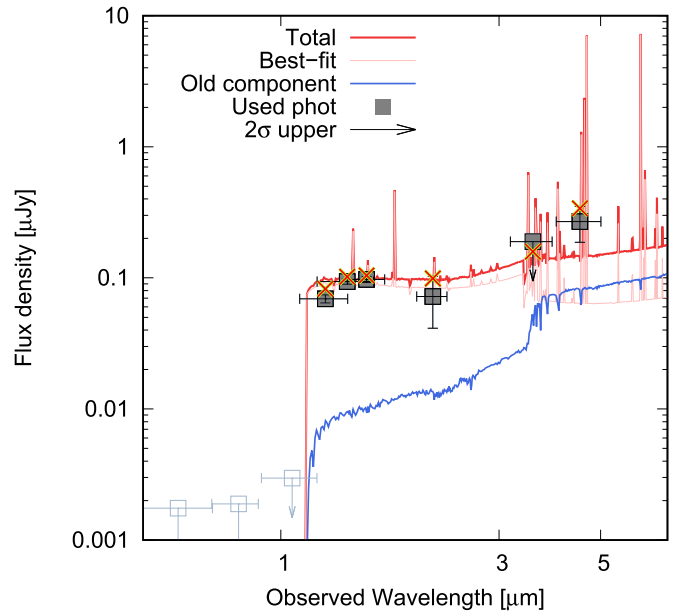 10
1
0.1
0.01
0.001
Flux density [μJy]
Total
Best−fit
Old component
Used phot
2σ upper
1
3
5
Observed Wavelength [μm]